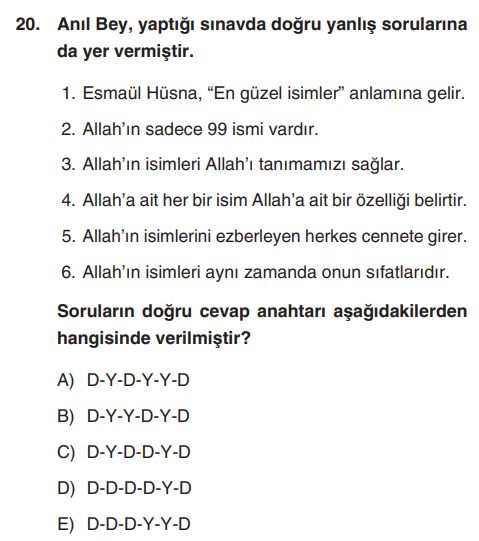 20. Anıl Bey, yaptığı sınavda doğru yanlış sorularına
da yer vermiştir.
1. Esmaül Hüsna, “En güzel isimler” anlamına gelir.
2. Allah’ın sadece 99 ismi vardır.
3. Allah’ın isimleri Allah’ı tanımamızı sağlar.
4. Allah’a ait her bir isim Allah’a ait bir özelliği belirtir.
5. Allah’ın isimlerini ezberleyen herkes cennete girer.
6. Allah’ın isimleri aynı zamanda onun sıfatlarıdır.
Soruların doğru cevap anahtarı aşağıdakilerden
hangisinde verilmiştir?
A) D-Y-D-Y-Y-D
B) D-Y-Y-D-Y-D
C) D-Y-D-D-Y-D
D) D-D-D-D-Y-D
E) D-D-D-Y-Y-D